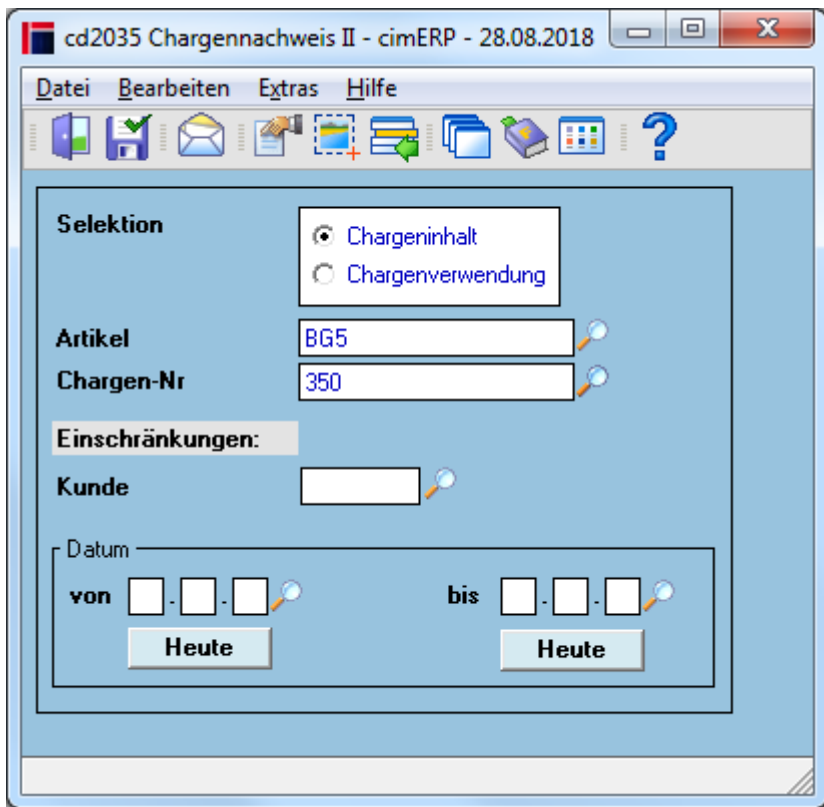 cd2035 Chargennachweis II - cimERP - 28.08.2018
Datei Bearbeiten Extras Hilfe
Selektion
Chargeninhalt
Chargenverwendung
Artikel BG5
Chargen-Nr 350
Einschränkungen:
Kunde
Datum
von . . bis . .
Heute Heute